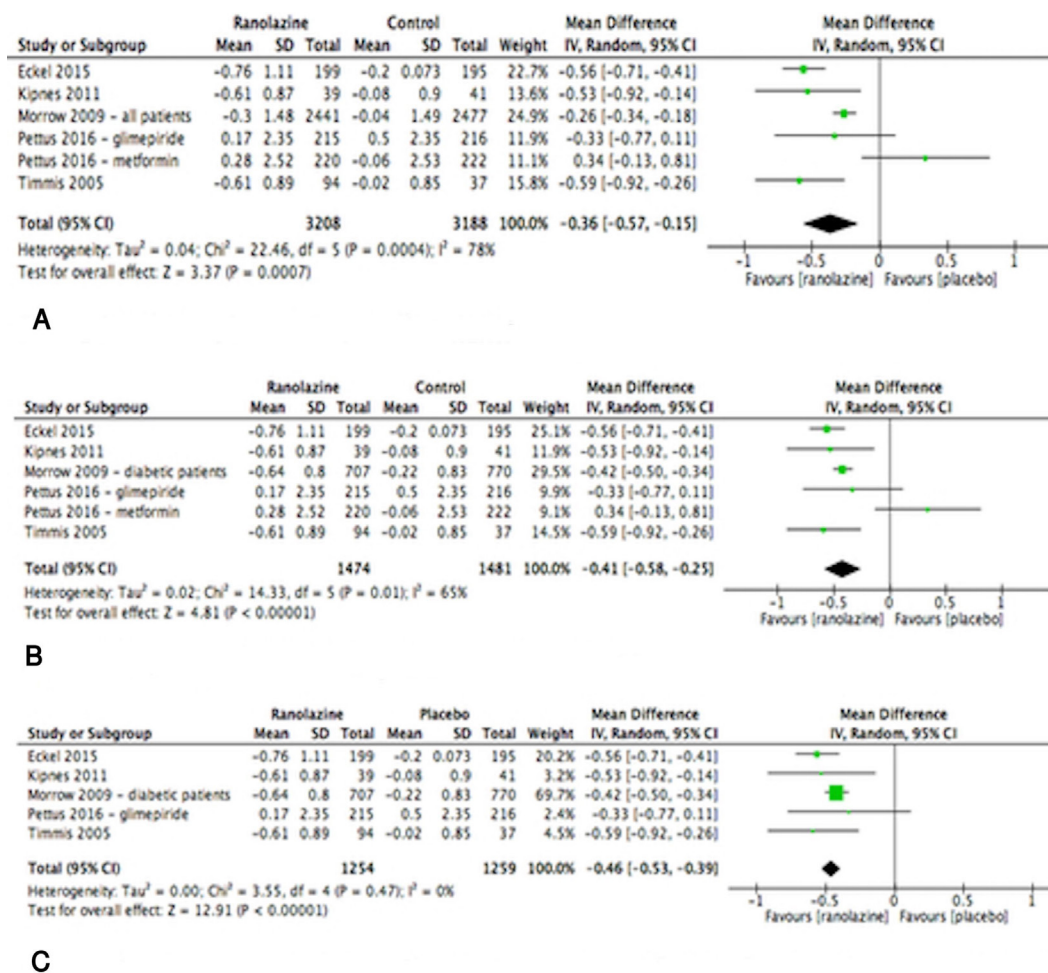 Ranolazine Control Mean Difference Mean Difference
Study or Subgroup Mean SD Total Mean SD Total Weight IV, Random, 95% CI IV, Random, 95% CI
Eckel 2015 -0.76 1.11 199 -0.2 0.073 195 22.7% -0.56 [-0.71, -0.41]
Kipnes 2011 -0.61 0.87 39 -0.08 0.9 41 13.6% -0.53 [-0.92, -0.14]
Morrow 2009 - all patients -0.3 1.48 2441 -0.04 1.49 2477 24.9% -0.26 [-0.34, -0.18]
Pettus 2016 - glimepiride 0.17 2.35 215 0.5 2.35 216 11.9% -0.33 [-0.77, 0.11]
Pettus 2016 - metformin 0.28 2.52 220 -0.06 2.53 222 11.1% 0.34 [-0.13, 0.81]
Timmis 2005 -0.61 0.89 94 -0.02 0.85 37 15.8% -0.59 [-0.92, -0.26]
Total (95% CI) 3208 3188 100.0% -0.36 [-0.57, -0.15]
Heterogeneity: Tau² = 0.04; Chi² = 22.46, df = 5 (P = 0.0004); I² = 78%
Test for overall effect: Z = 3.37 (P = 0.0007)
-1 -0.5 0 0.5 1
Favours [ranolazine] Favours [placebo]
A
Ranolazine Control Mean Difference Mean Difference
Study or Subgroup Mean SD Total Mean SD Total Weight IV, Random, 95% CI IV, Random, 95% CI
Eckel 2015 -0.76 1.11 199 -0.2 0.073 195 25.1% -0.56 [-0.71, -0.41]
Kipnes 2011 -0.61 0.87 39 -0.08 0.9 41 11.9% -0.53 [-0.92, -0.14]
Morrow 2009 - diabetic patients -0.64 0.8 707 -0.22 0.83 770 29.5% -0.42 [-0.50, -0.34]
Pettus 2016 - glimepiride 0.17 2.35 215 0.5 2.35 216 9.9% -0.33 [-0.77, 0.11]
Pettus 2016 - metformin 0.28 2.52 220 -0.06 2.53 222 9.1% 0.34 [-0.13, 0.81]
Timmis 2005 -0.61 0.89 94 -0.02 0.85 37 14.5% -0.59 [-0.92, -0.26]
Total (95% CI) 1474 1481 100.0% -0.41 [-0.58, -0.25]
Heterogeneity: Tau² = 0.02; Chi² = 14.33, df = 5 (P = 0.01); I² = 65%
Test for overall effect: Z = 4.81 (P < 0.00001)
-1 -0.5 0 0.5 1
Favours [ranolazine] Favours [placebo]
B
Ranolazine Placebo Mean Difference Mean Difference
Study or Subgroup Mean SD Total Mean SD Total Weight IV, Random, 95% CI IV, Random, 95% CI
Eckel 2015 -0.76 1.11 199 -0.2 0.073 195 20.2% -0.56 [-0.71, -0.41]
Kipnes 2011 -0.61 0.87 39 -0.08 0.9 41 3.2% -0.53 [-0.92, -0.14]
Morrow 2009 - diabetic patients -0.64 0.8 707 -0.22 0.83 770 69.7% -0.42 [-0.50, -0.34]
Pettus 2016 - glimepiride 0.17 2.35 215 0.5 2.35 216 2.4% -0.33 [-0.77, 0.11]
Timmis 2005 -0.61 0.89 94 -0.02 0.85 37 4.5% -0.59 [-0.92, -0.26]
Total (95% CI) 1254 1259 100.0% -0.46 [-0.53, -0.39]
Heterogeneity: Tau² = 0.00; Chi² = 3.55, df = 4 (P = 0.47); I² = 0%
Test for overall effect: Z = 12.91 (P < 0.00001)
-1 -0.5 0 0.5 1
Favours [ranolazine] Favours [placebo]
C